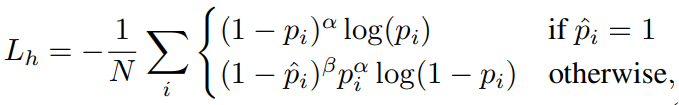 $L_h = -\frac{1}{N} \sum_i \begin{cases} (1 - p_i)^\alpha \log(p_i) & \text{if } \hat{p}_i = 1 \\ (1 - \hat{p}_i)^\beta p_i^\alpha \log(1 - p_i) & \text{otherwise,} \end{cases}$